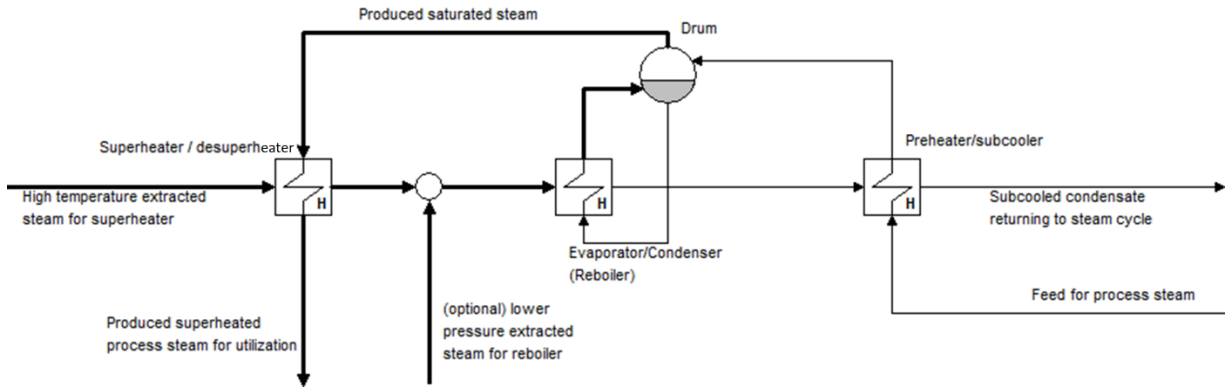 Produced saturated steam
Drum
Superheater / desuperheater
Preheater/subcooler
H
H
H
High temperature extracted
steam for superheater
Subcooled condensate
returning to steam cycle
Evaporator/Condenser
(Reboiler)
Feed for process steam
(optional) lower
pressure extracted
steam for reboiler
Produced superheated
process steam for utilization